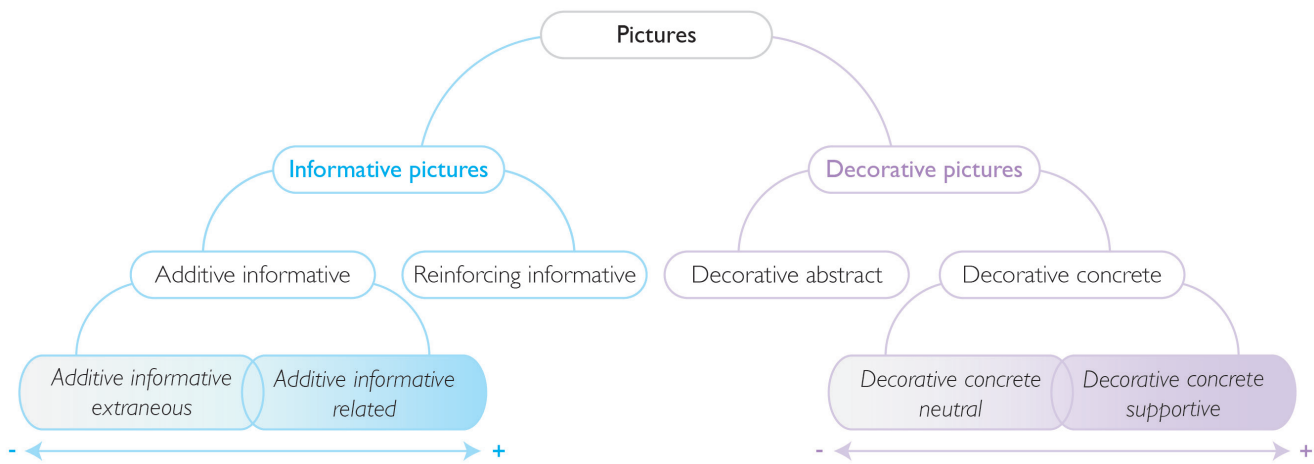 Pictures
Informative pictures
Decorative pictures
Additive informative
Reinforcing informative
Decorative abstract
Decorative concrete
Additive informative
extraneous
Additive informative
related
Decorative concrete
neutral
Decorative concrete
supportive
- +
- +